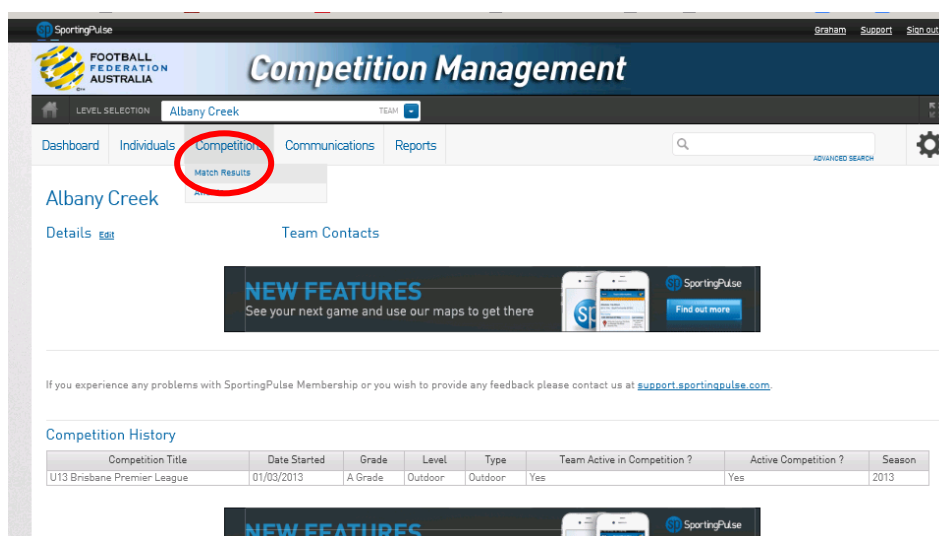 SportingPulse
Graham Support Sign out
FOOTBALL
FEDERATION
AUSTRALIA
Competition Management
LEVEL SELECTION Albany Creek TEAM
Dashboard Individuals Competitions Communications Reports
ADVANCED SEARCH
Match Results
Albany Creek
Details Edit Team Contacts
NEW FEATURES
See your next game and use our maps to get there
SportingPulse
Find out more
If you experience any problems with SportingPulse Membership or you wish to provide any feedback please contact us at support.sportingpulse.com.
Competition History
Competition Title Date Started Grade Level Type Team Active in Competition ? Active Competition ? Season
U13 Brisbane Premier League 01/03/2013 A Grade Outdoor Outdoor Yes Yes 2013
NEW FEATURES
SportingPulse